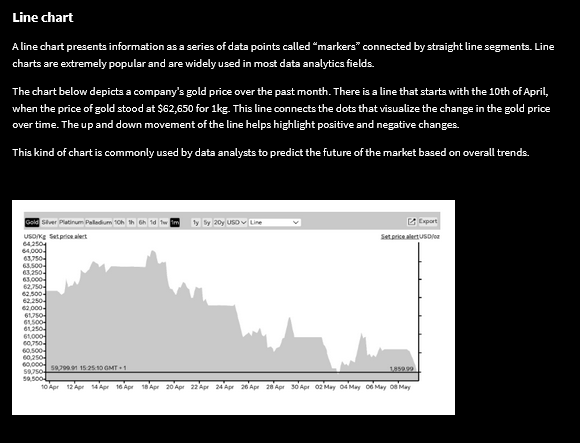 Line chart
A line chart presents information as a series of data points called “markers” connected by straight line segments. Line
charts are extremely popular and are widely used in most data analytics fields.
The chart below depicts a company’s gold price over the past month. There is a line that starts with the 10th of April,
when the price of gold stood at $62,650 for 1kg. This line connects the dots that visualize the change in the gold price
over time. The up and down movement of the line helps highlight positive and negative changes.
This kind of chart is commonly used by data analysts to predict the future of the market based on overall trends.
Gold Silver Platinum Palladium 10h 1h 6h 1d 1w 1m 1y 5y 20y USD Line Export
USD/Kg Set price alert Set price alert USD/oz
64,250
64,000
63,750
63,500
63,250
63,000
62,750
62,500
62,250
62,000
61,750
61,500
61,250
61,000
60,750
60,500
60,250
60,000
59,799.91 15:25:10 GMT +1 1,859.99
59,750
59,500
10 Apr 12 Apr 14 Apr 16 Apr 18 Apr 20 Apr 22 Apr 24 Apr 26 Apr 28 Apr 30 Apr 02 May 04 May 06 May 08 May